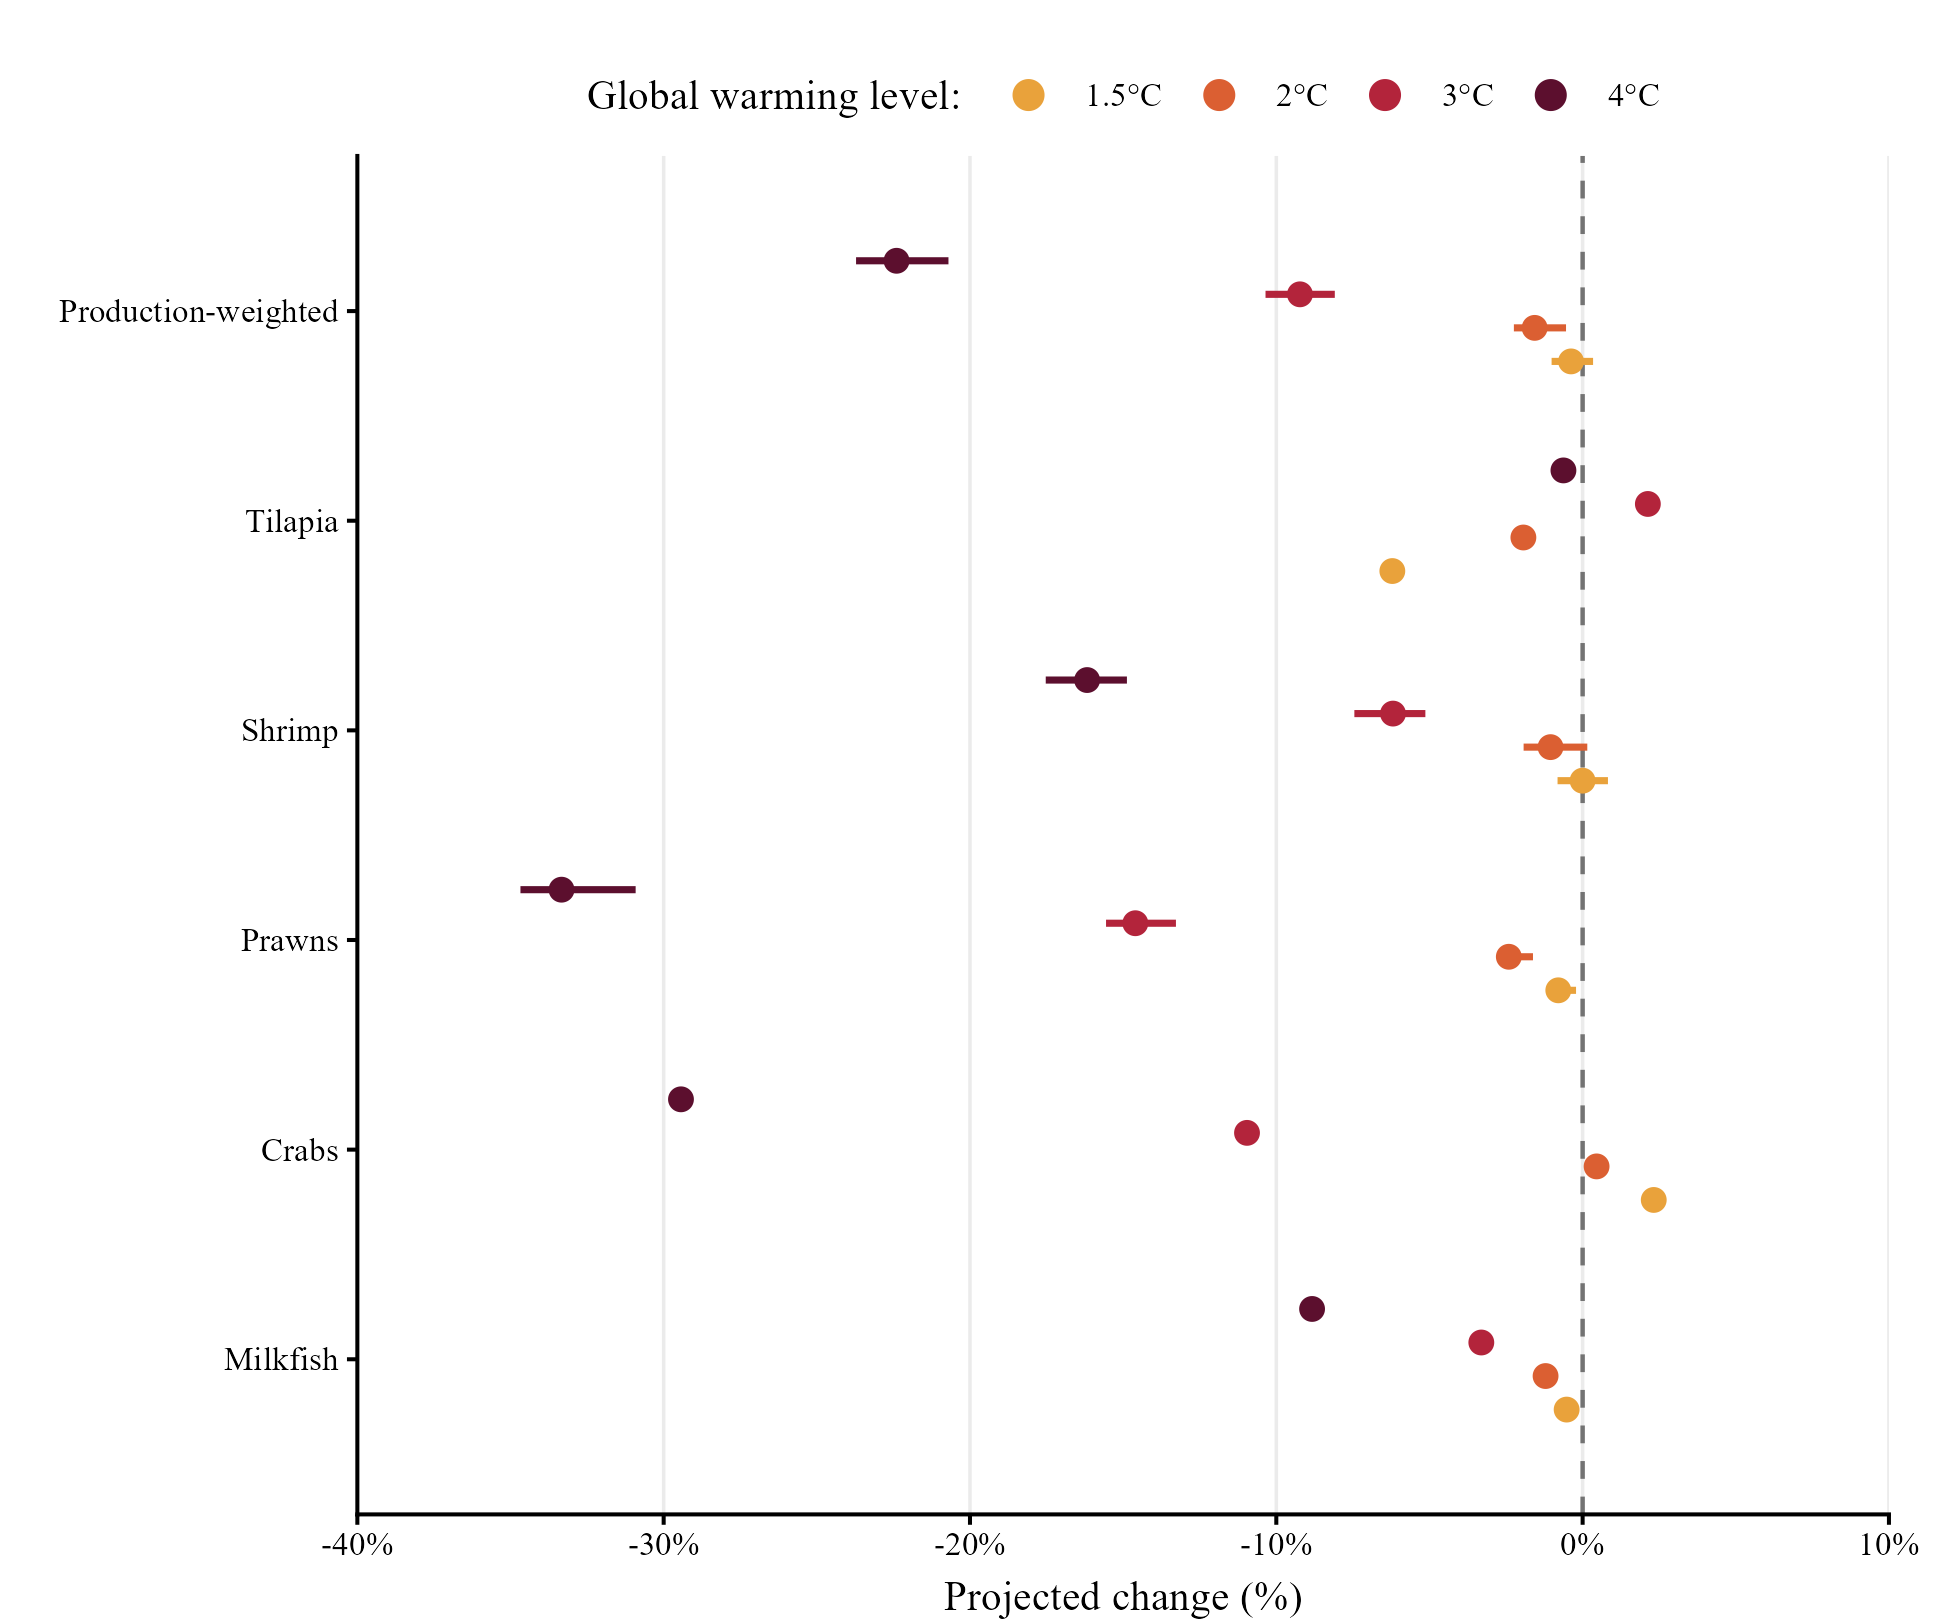 Global warming level: 1.5°C 2°C 3°C 4°C
Production-weighted
Tilapia
Shrimp
Prawns
Crabs
Milkfish
-40% -30% -20% -10% 0% 10%
Projected change (%)